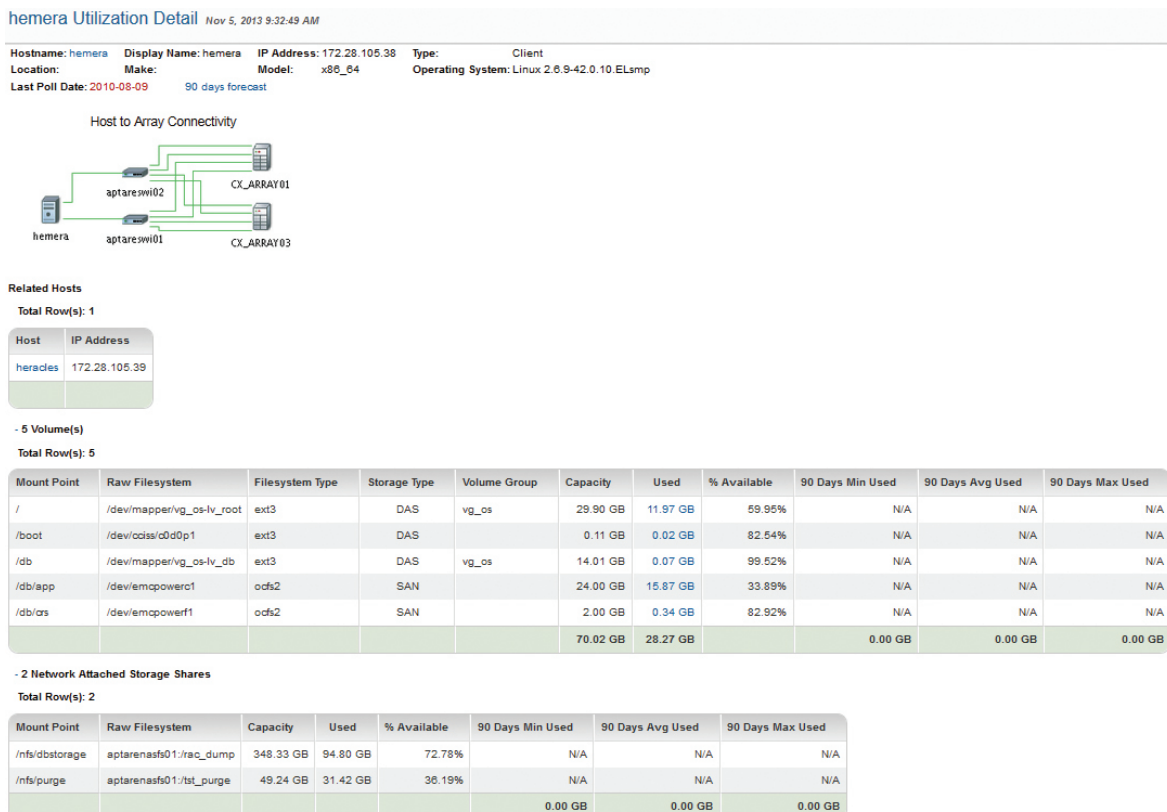 hemera Utilization Detail Nov 5, 2013 9:32:49 AM
Hostname: hemera Display Name: hemera IP Address: 172.28.105.38 Type: Client
Location: Make: Model: x86_64 Operating System: Linux 2.6.9-42.0.10.ELsmp
Last Poll Date: 2010-08-09 90 days forecast
Host to Array Connectivity
aptareswi02 CX_ARRAY01
hemera aptareswi01 CX_ARRAY03
Related Hosts
Total Row(s): 1
Host IP Address
heracles 172.28.105.39
- 5 Volume(s)
Total Row(s): 5
Mount Point Raw Filesystem Filesystem Type Storage Type Volume Group Capacity Used % Available 90 Days Min Used 90 Days Avg Used 90 Days Max Used
/ /dev/mapper/vg_os-lv_root ext3 DAS vg_os 29.90 GB 11.97 GB 59.95% N/A N/A N/A
/boot /dev/cciss/c0d0p1 ext3 DAS 0.11 GB 0.02 GB 82.54% N/A N/A N/A
/db /dev/mapper/vg_os-lv_db ext3 DAS vg_os 14.01 GB 0.07 GB 99.52% N/A N/A N/A
/db/app /dev/emcpowerc1 ocfs2 SAN 24.00 GB 15.87 GB 33.89% N/A N/A N/A
/db/crs /dev/emcpowerf1 ocfs2 SAN 2.00 GB 0.34 GB 82.92% N/A N/A N/A
70.02 GB 28.27 GB 0.00 GB 0.00 GB 0.00 GB
- 2 Network Attached Storage Shares
Total Row(s): 2
Mount Point Raw Filesystem Capacity Used % Available 90 Days Min Used 90 Days Avg Used 90 Days Max Used
/nfs/dbstorage aptarenasfs01:/rac_dump 348.33 GB 94.80 GB 72.78% N/A N/A N/A
/nfs/purge aptarenasfs01:/tst_purge 49.24 GB 31.42 GB 36.19% N/A N/A N/A
0.00 GB 0.00 GB 0.00 GB